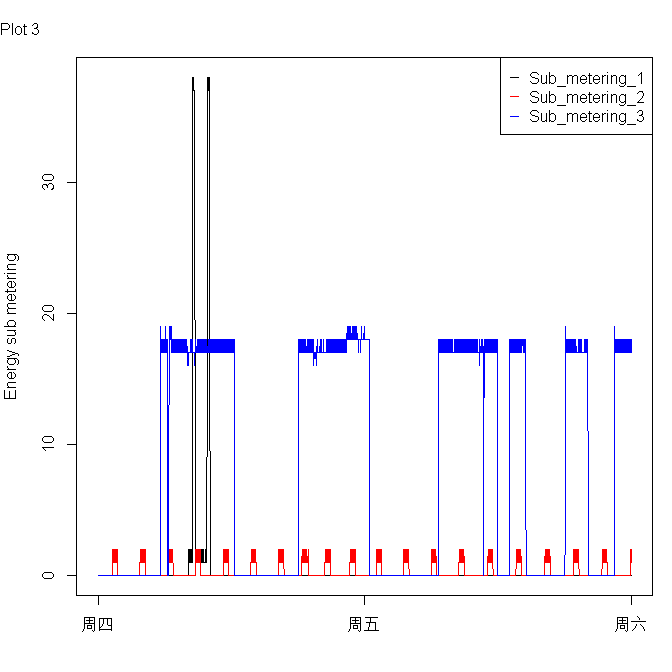 Plot 3
Sub_metering_1
Sub_metering_2
Sub_metering_3
Energy sub metering
30
20
10
0
周四 周五 周六